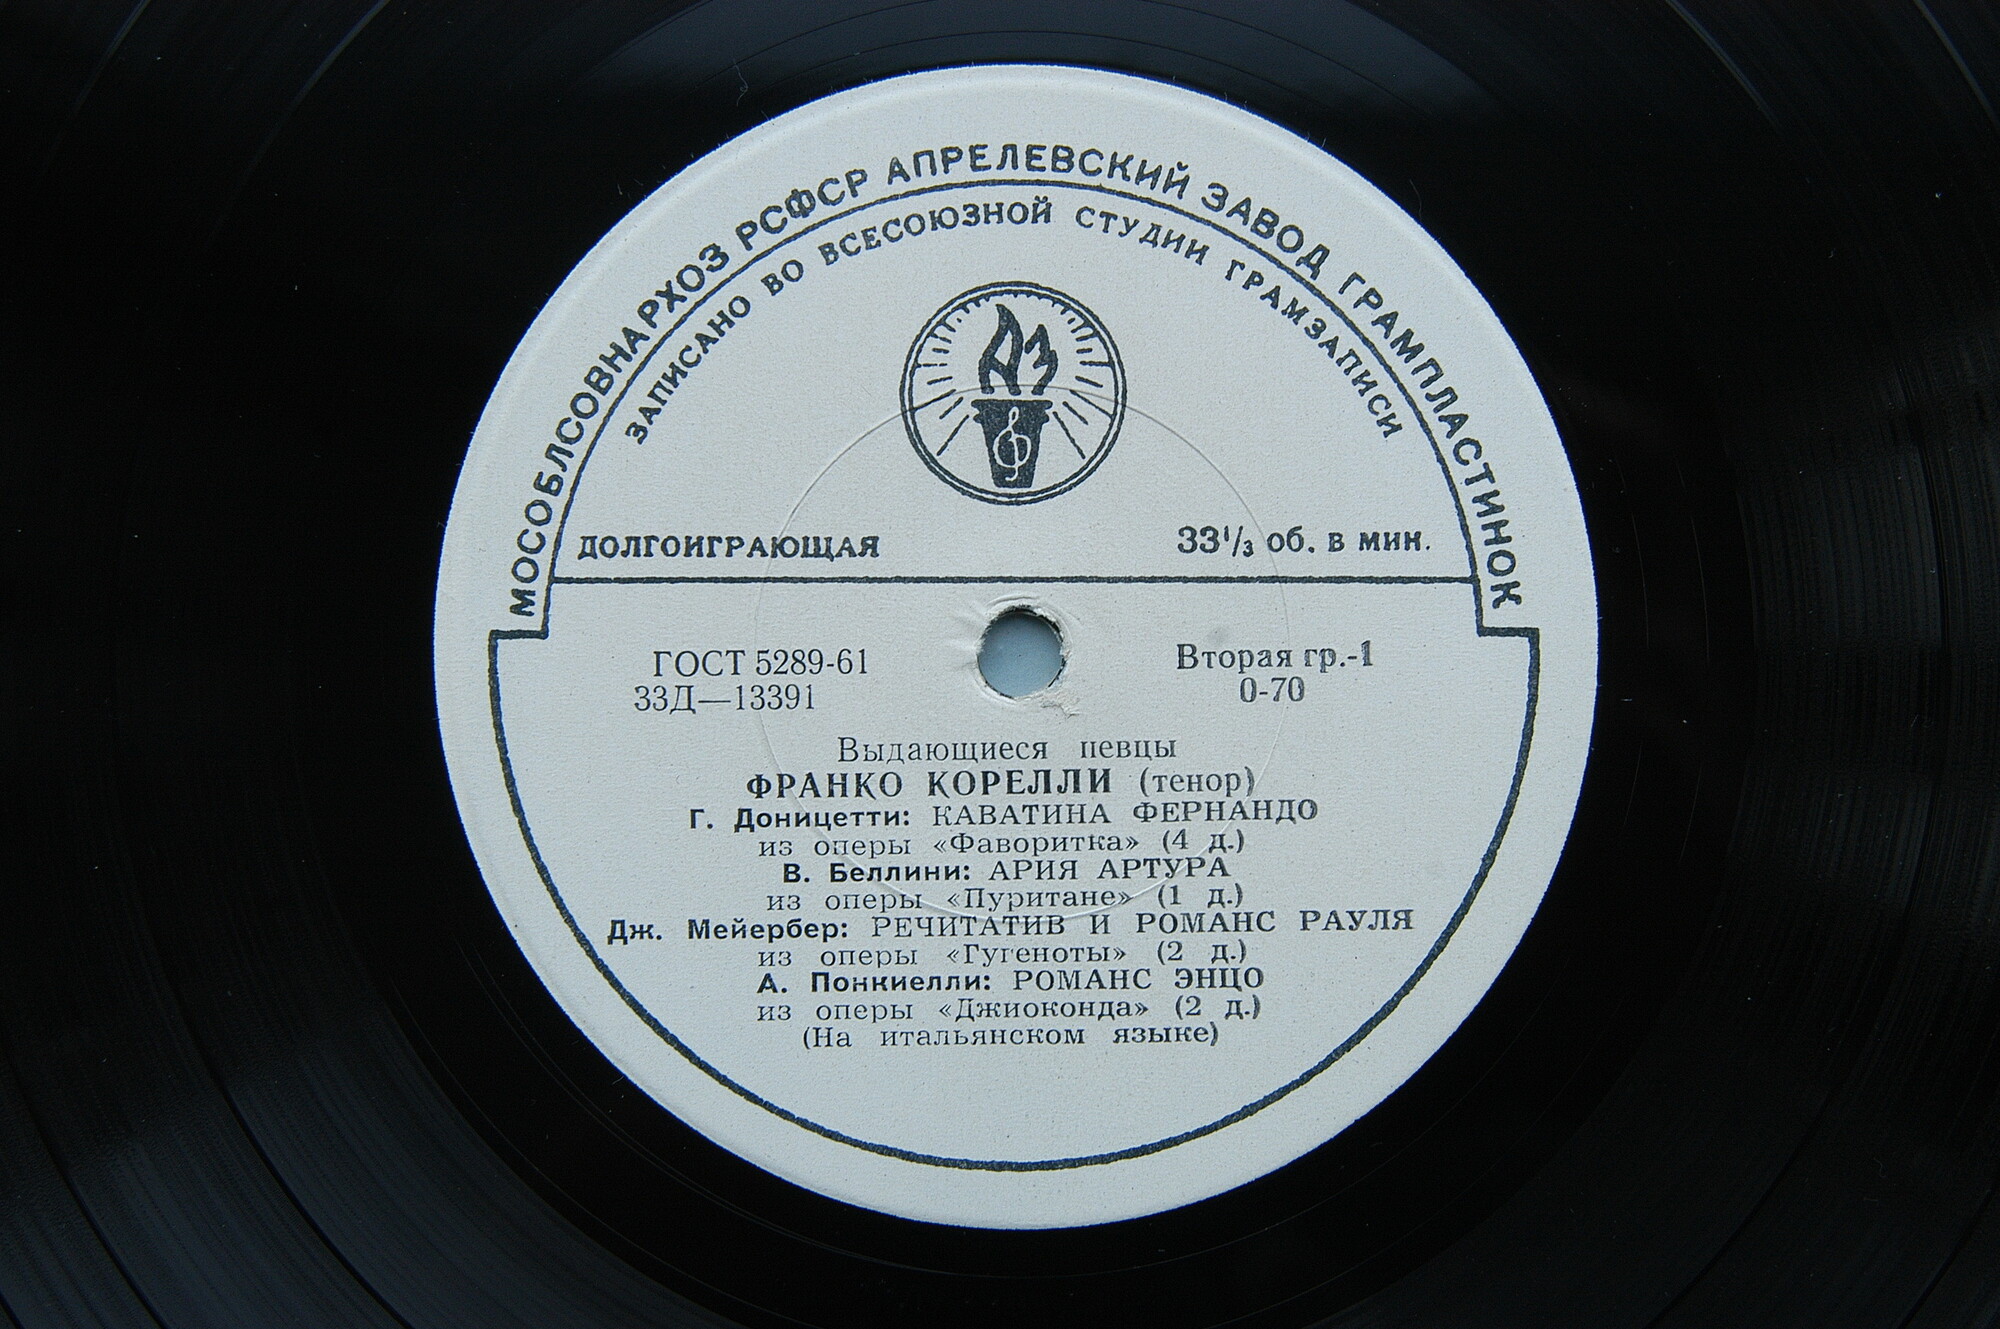 МОСОБЛСОВНАРХОЗ РСФСР АПРЕЛЕВСКИЙ ЗАВОД ГРАМПЛАСТИНОК
ЗАПИСАНО ВО ВСЕСОЮЗНОЙ СТУДИИ ГРАМЗАПИСИ
ДОЛГОИГРАЮЩАЯ 33⅓ об. в мин.
ГОСТ 5289-61 Вторая гр.-1
33Д—13391 0-70
Выдающиеся певцы
ФРАНКО КОРЕЛЛИ (тенор)
Г. Доницетти: КАВАТИНА ФЕРНАНДО
из оперы «Фаворитка» (4 д.)
В. Беллини: АРИЯ АРТУРА
из оперы «Пуритане» (1 д.)
Дж. Мейербер: РЕЧИТАТИВ И РОМАНС РАУЛЯ
из оперы «Гугеноты» (2 д.)
А. Понкиелли: РОМАНС ЭНЦО
из оперы «Джиоконда» (2 д.)
(На итальянском языке)